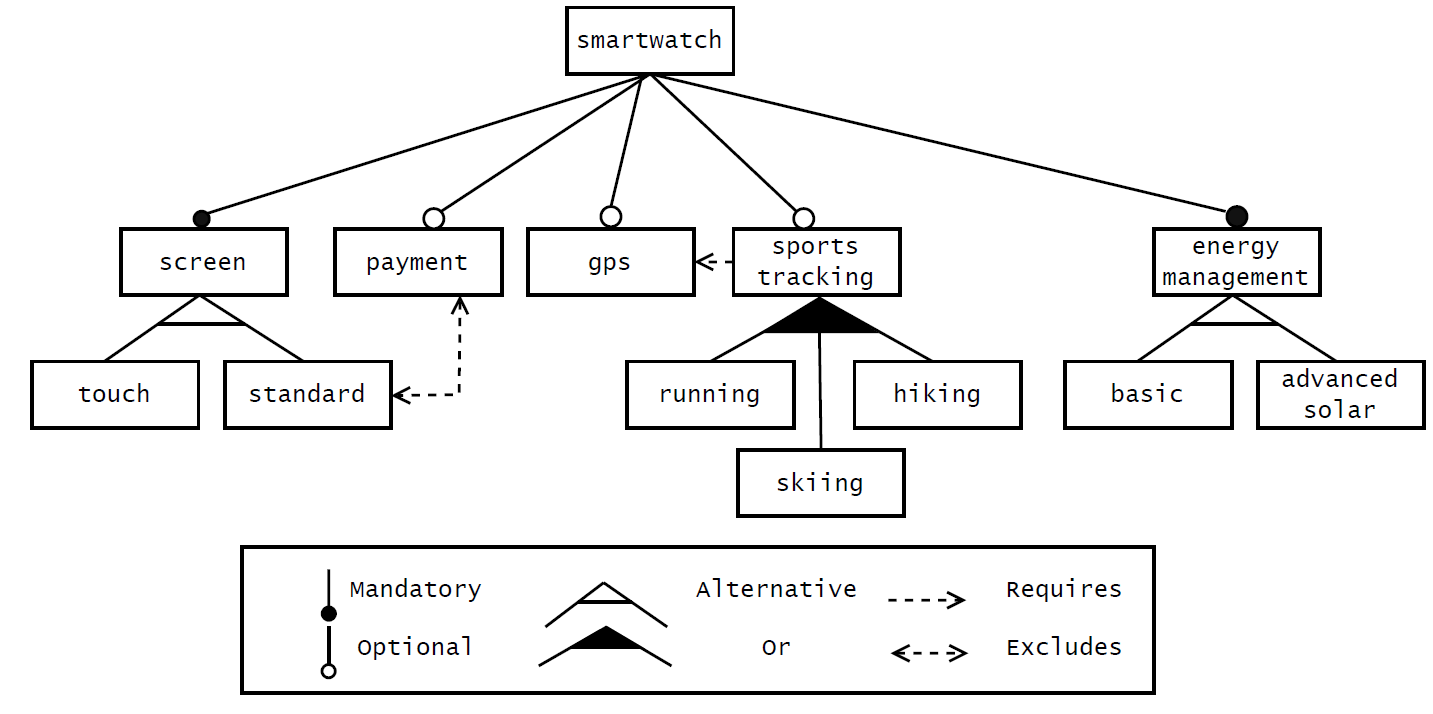 smartwatch
screen
payment
gps
sports
tracking
energy
management
touch
standard
running
hiking
basic
advanced
solar
skiing
Mandatory
Alternative
Requires
Optional
Or
Excludes